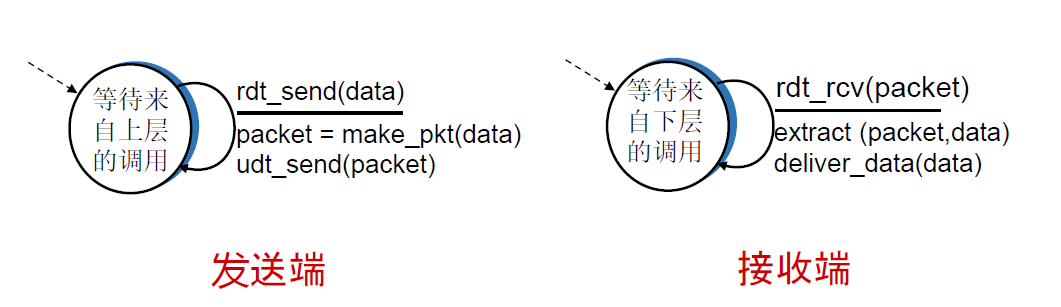 等待来
自上层
的调用
rdt_send(data)
packet = make_pkt(data)
udt_send(packet)
发送端
等待来
自下层
的调用
rdt_rcv(packet)
extract (packet,data)
deliver_data(data)
接收端